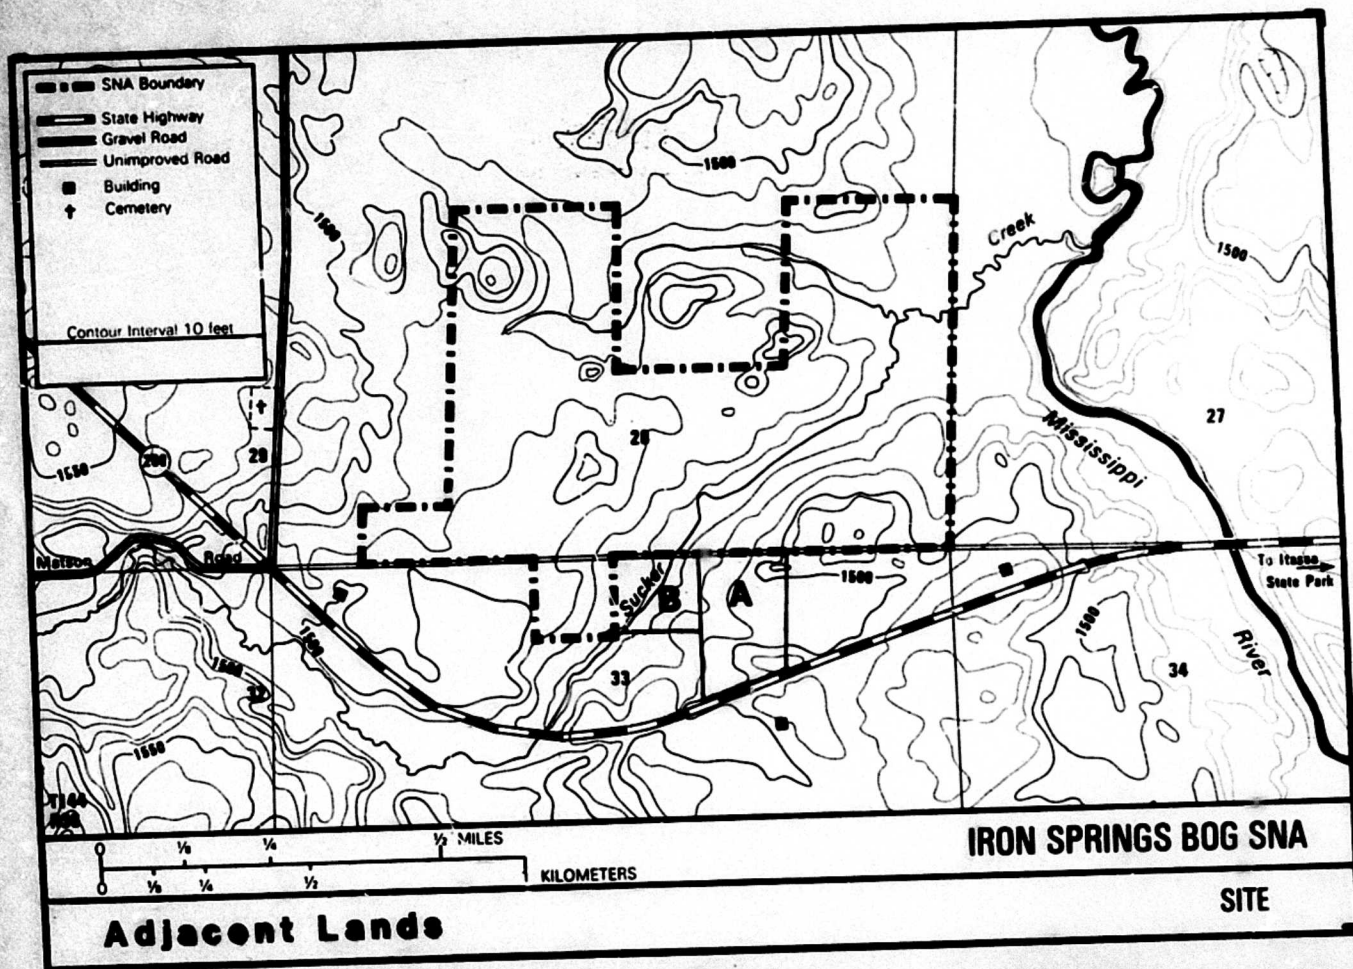 SNA Boundary
State Highway
Gravel Road
Unimproved Road
Building
Cemetery
Contour Interval 10 feet
1500
1500
Creek
1500
27
28
29
1550
Mississippi
Matson Road
To Itasca
State Park
Sucker
B
A
1500
1500
1500
1500
32
33
34
River
1550
T144
0 1/8 1/4 1/2 MILES
0 1/8 1/4 1/2 KILOMETERS
IRON SPRINGS BOG SNA
SITE
Adjacent Lands